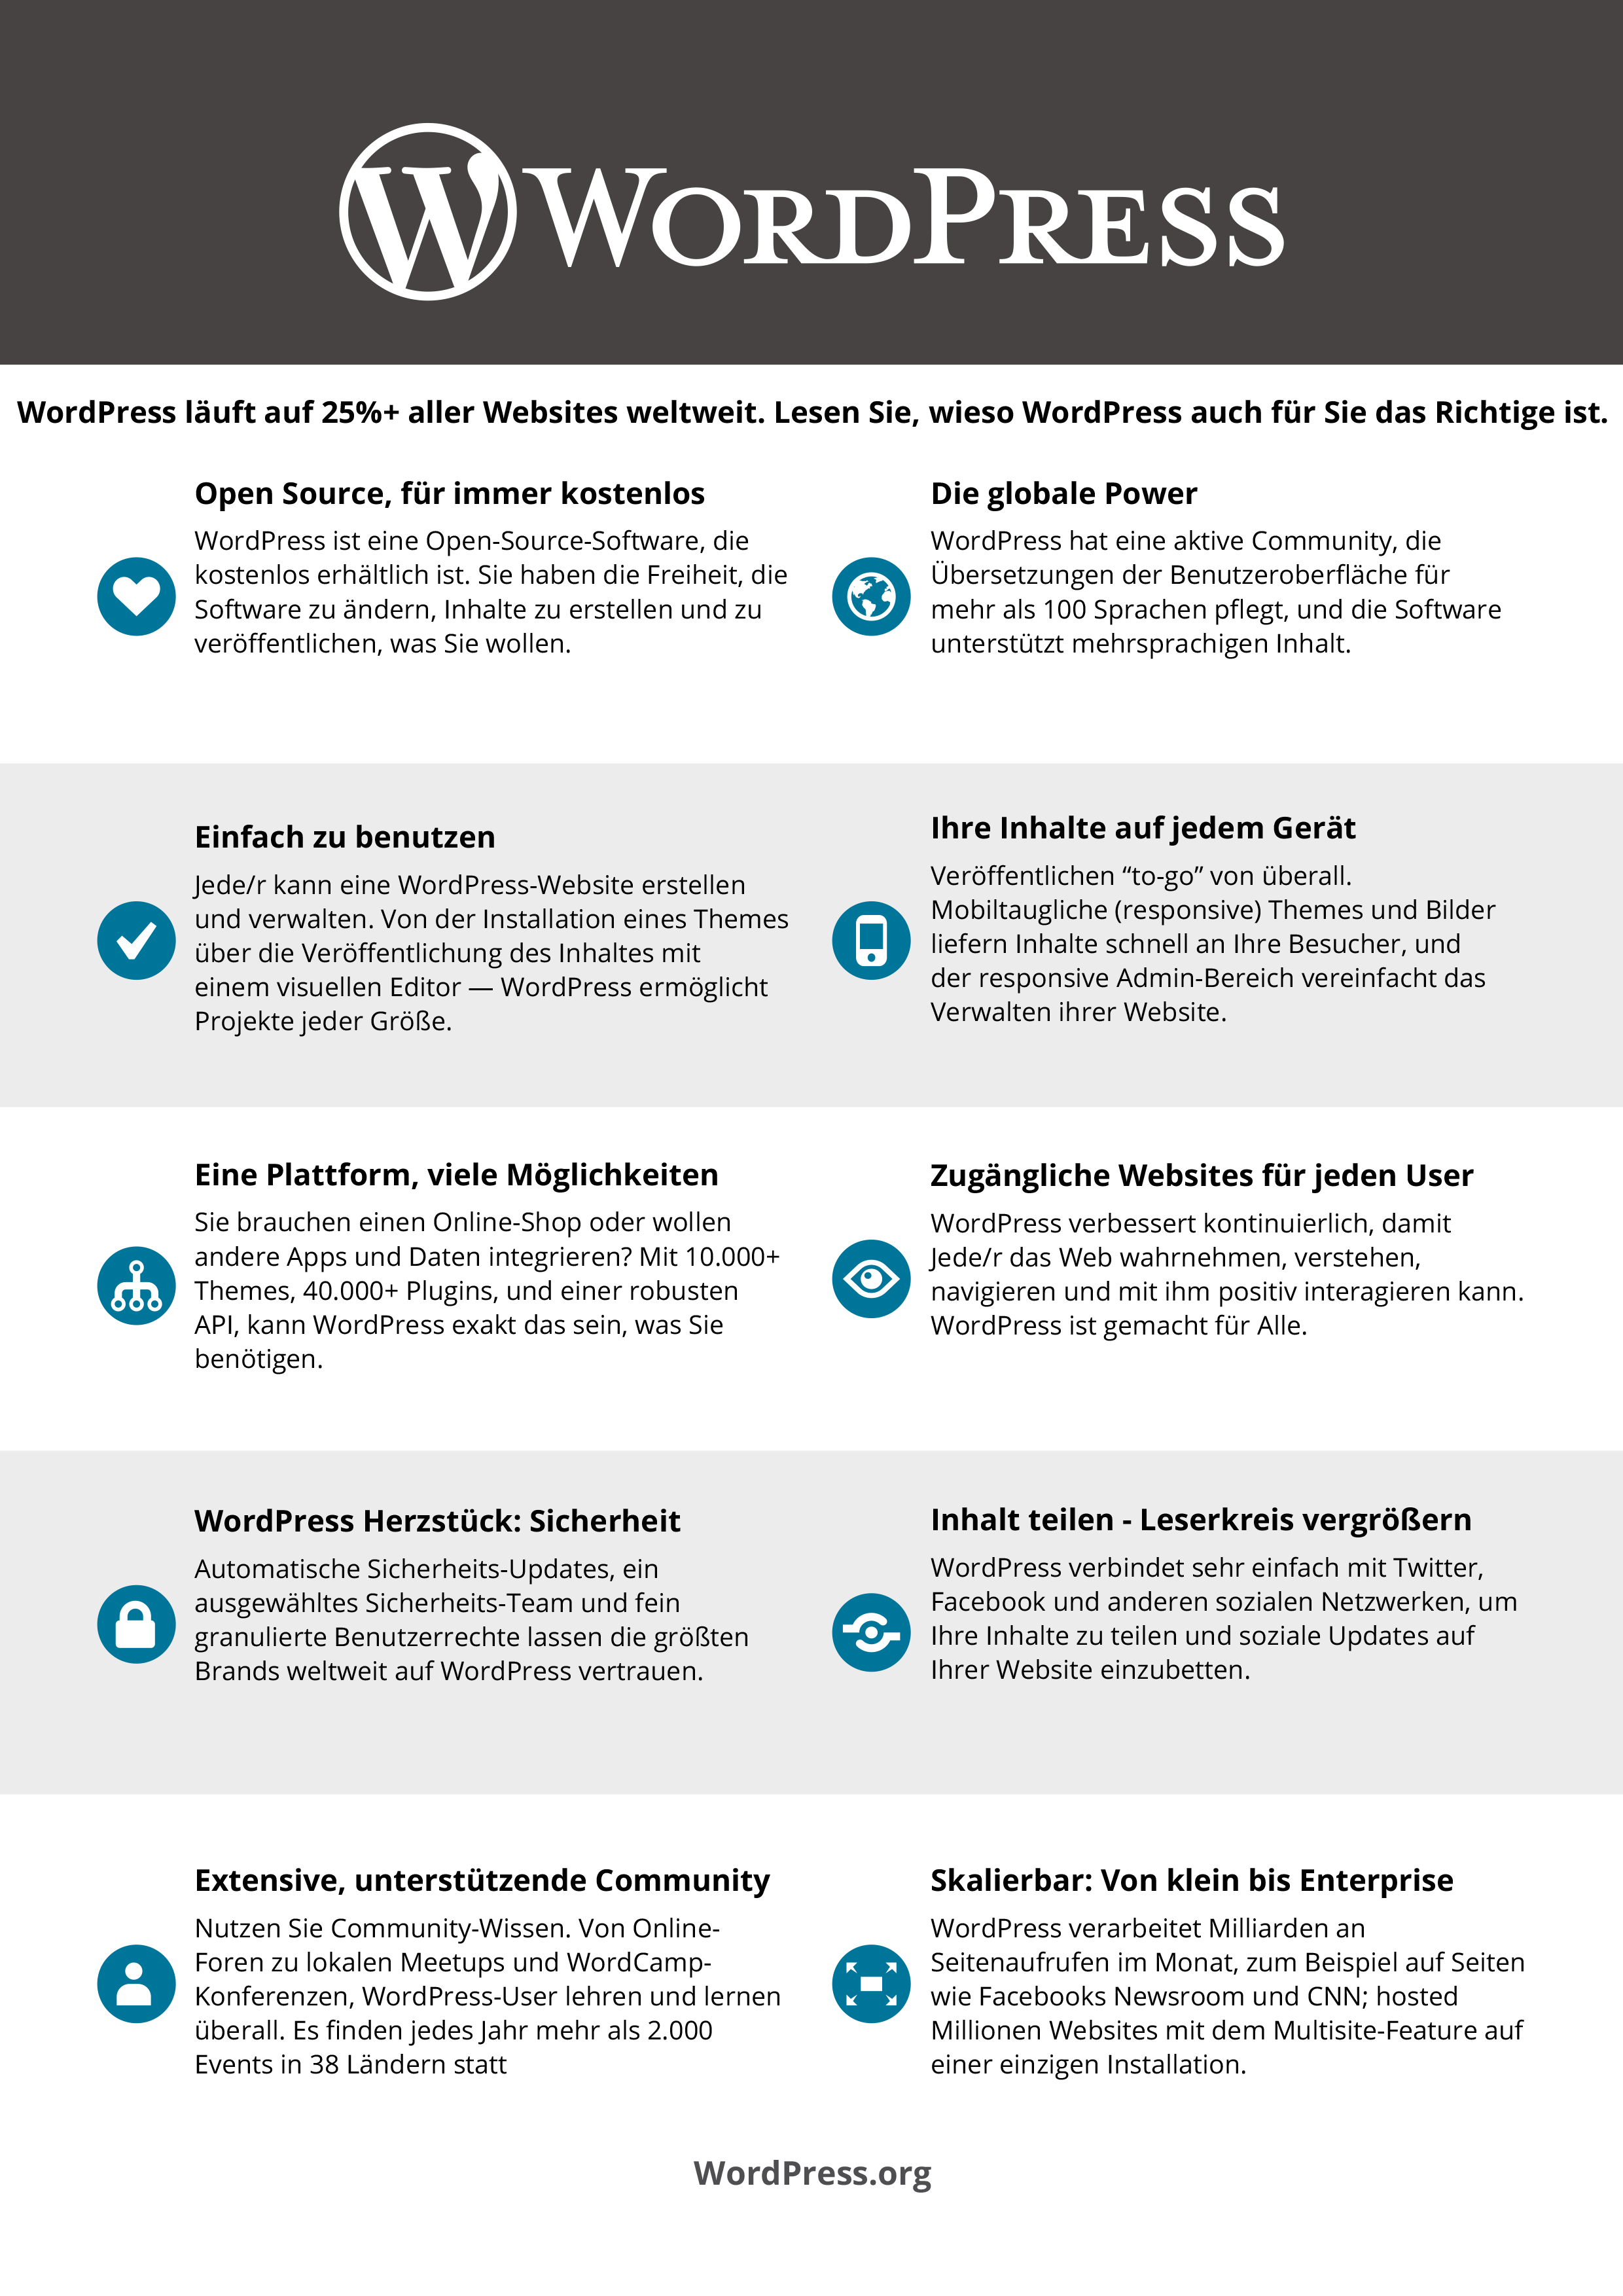 WORDPRESS
WordPress läuft auf 25%+ aller Websites weltweit. Lesen Sie, wieso WordPress auch für Sie das Richtige ist.
Open Source, für immer kostenlos
WordPress ist eine Open-Source-Software, die
kostenlos erhältlich ist. Sie haben die Freiheit, die
Software zu ändern, Inhalte zu erstellen und zu
veröffentlichen, was Sie wollen.
Die globale Power
WordPress hat eine aktive Community, die
Übersetzungen der Benutzeroberfläche für
mehr als 100 Sprachen pflegt, und die Software
unterstützt mehrsprachigen Inhalt.
Einfach zu benutzen
Jede/r kann eine WordPress-Website erstellen
und verwalten. Von der Installation eines Themes
über die Veröffentlichung des Inhaltes mit
einem visuellen Editor — WordPress ermöglicht
Projekte jeder Größe.
Ihre Inhalte auf jedem Gerät
Veröffentlichen “to-go” von überall.
Mobiltaugliche (responsive) Themes und Bilder
liefern Inhalte schnell an Ihre Besucher, und
der responsive Admin-Bereich vereinfacht das
Verwalten ihrer Website.
Eine Plattform, viele Möglichkeiten
Sie brauchen einen Online-Shop oder wollen
andere Apps und Daten integrieren? Mit 10.000+
Themes, 40.000+ Plugins, und einer robusten
API, kann WordPress exakt das sein, was Sie
benötigen.
Zugängliche Websites für jeden User
WordPress verbessert kontinuierlich, damit
Jede/r das Web wahrnehmen, verstehen,
navigieren und mit ihm positiv interagieren kann.
WordPress ist gemacht für Alle.
WordPress Herzstück: Sicherheit
Automatische Sicherheits-Updates, ein
ausgewähltes Sicherheits-Team und fein
granulierte Benutzerrechte lassen die größten
Brands weltweit auf WordPress vertrauen.
Inhalt teilen - Leserkreis vergrößern
WordPress verbindet sehr einfach mit Twitter,
Facebook und anderen sozialen Netzwerken, um
Ihre Inhalte zu teilen und soziale Updates auf
Ihrer Website einzubetten.
Extensive, unterstützende Community
Nutzen Sie Community-Wissen. Von Online-
Foren zu lokalen Meetups und WordCamp-
Konferenzen, WordPress-User lehren und lernen
überall. Es finden jedes Jahr mehr als 2.000
Events in 38 Ländern statt
Skalierbar: Von klein bis Enterprise
WordPress verarbeitet Milliarden an
Seitenaufrufen im Monat, zum Beispiel auf Seiten
wie Facebooks Newsroom und CNN; hosted
Millionen Websites mit dem Multisite-Feature auf
einer einzigen Installation.
WordPress.org